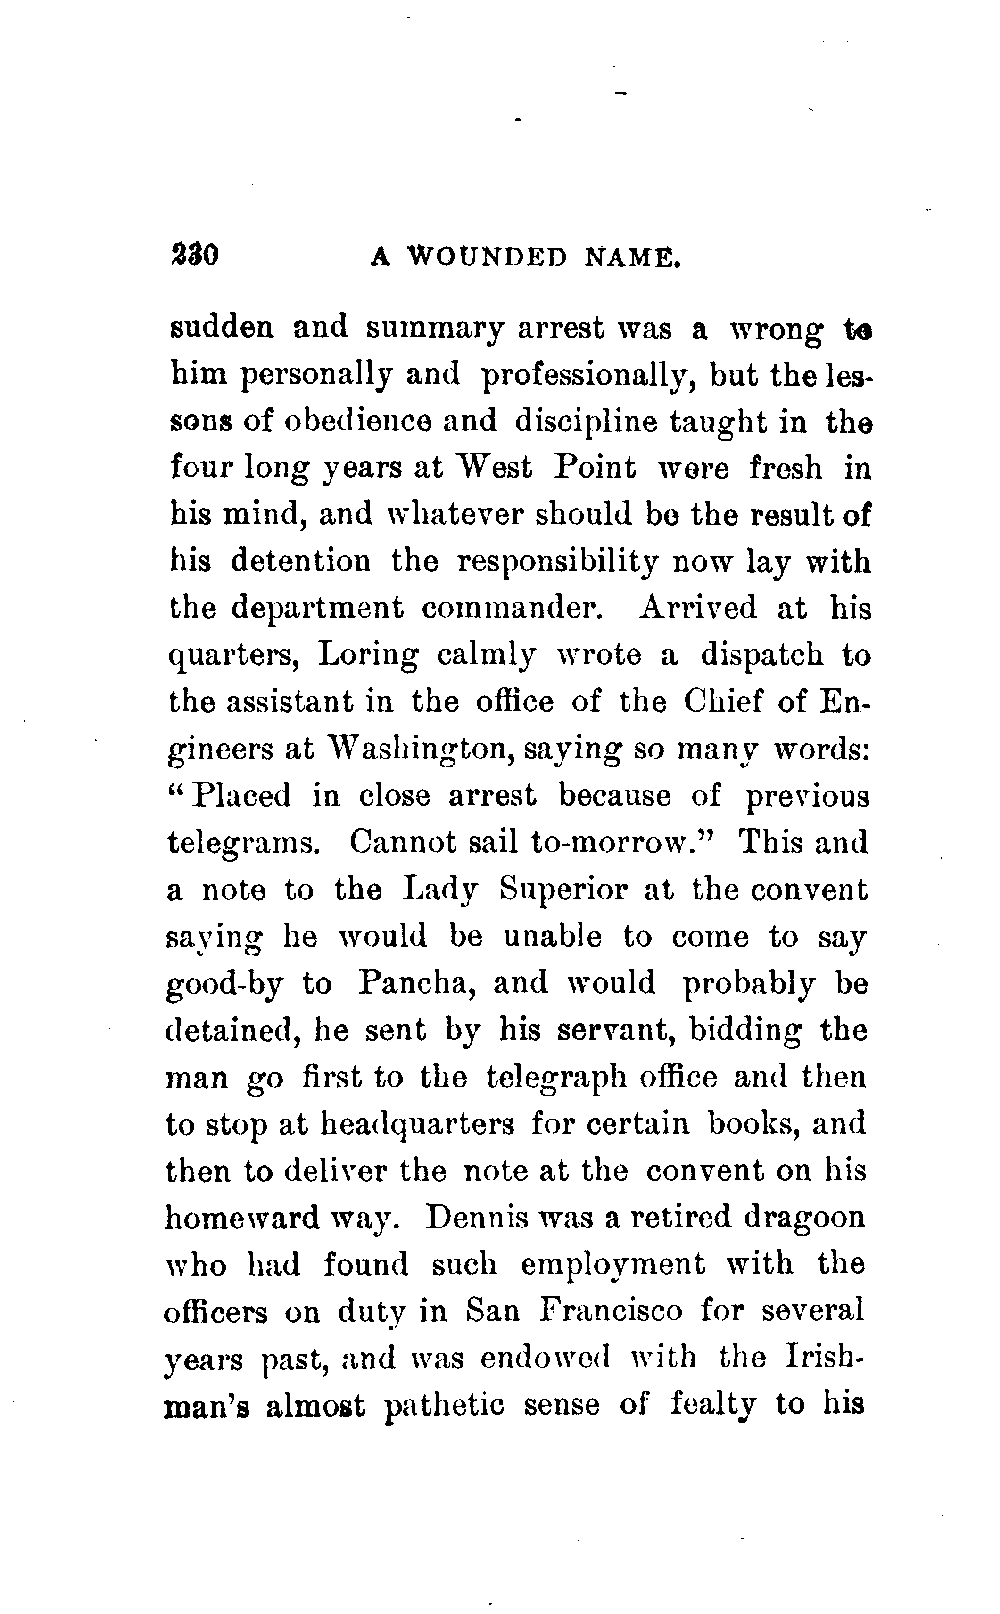 230 A WOUNDED NAME.
sudden and summary arrest was a wrong to
him personally and professionally, but the les-
sons of obedience and discipline taught in the
four long years at West Point were fresh in
his mind, and whatever should be the result of
his detention the responsibility now lay with
the department commander. Arrived at his
quarters, Loring calmly wrote a dispatch to
the assistant in the office of the Chief of En-
gineers at Washington, saying so many words:
“Placed in close arrest because of previous
telegrams. Cannot sail to-morrow.” This and
a note to the Lady Superior at the convent
saying he would be unable to come to say
good-by to Pancha, and would probably be
detained, he sent by his servant, bidding the
man go first to the telegraph office and then
to stop at headquarters for certain books, and
then to deliver the note at the convent on his
homeward way. Dennis was a retired dragoon
who had found such employment with the
officers on duty in San Francisco for several
years past, and was endowed with the Irish-
man’s almost pathetic sense of fealty to his